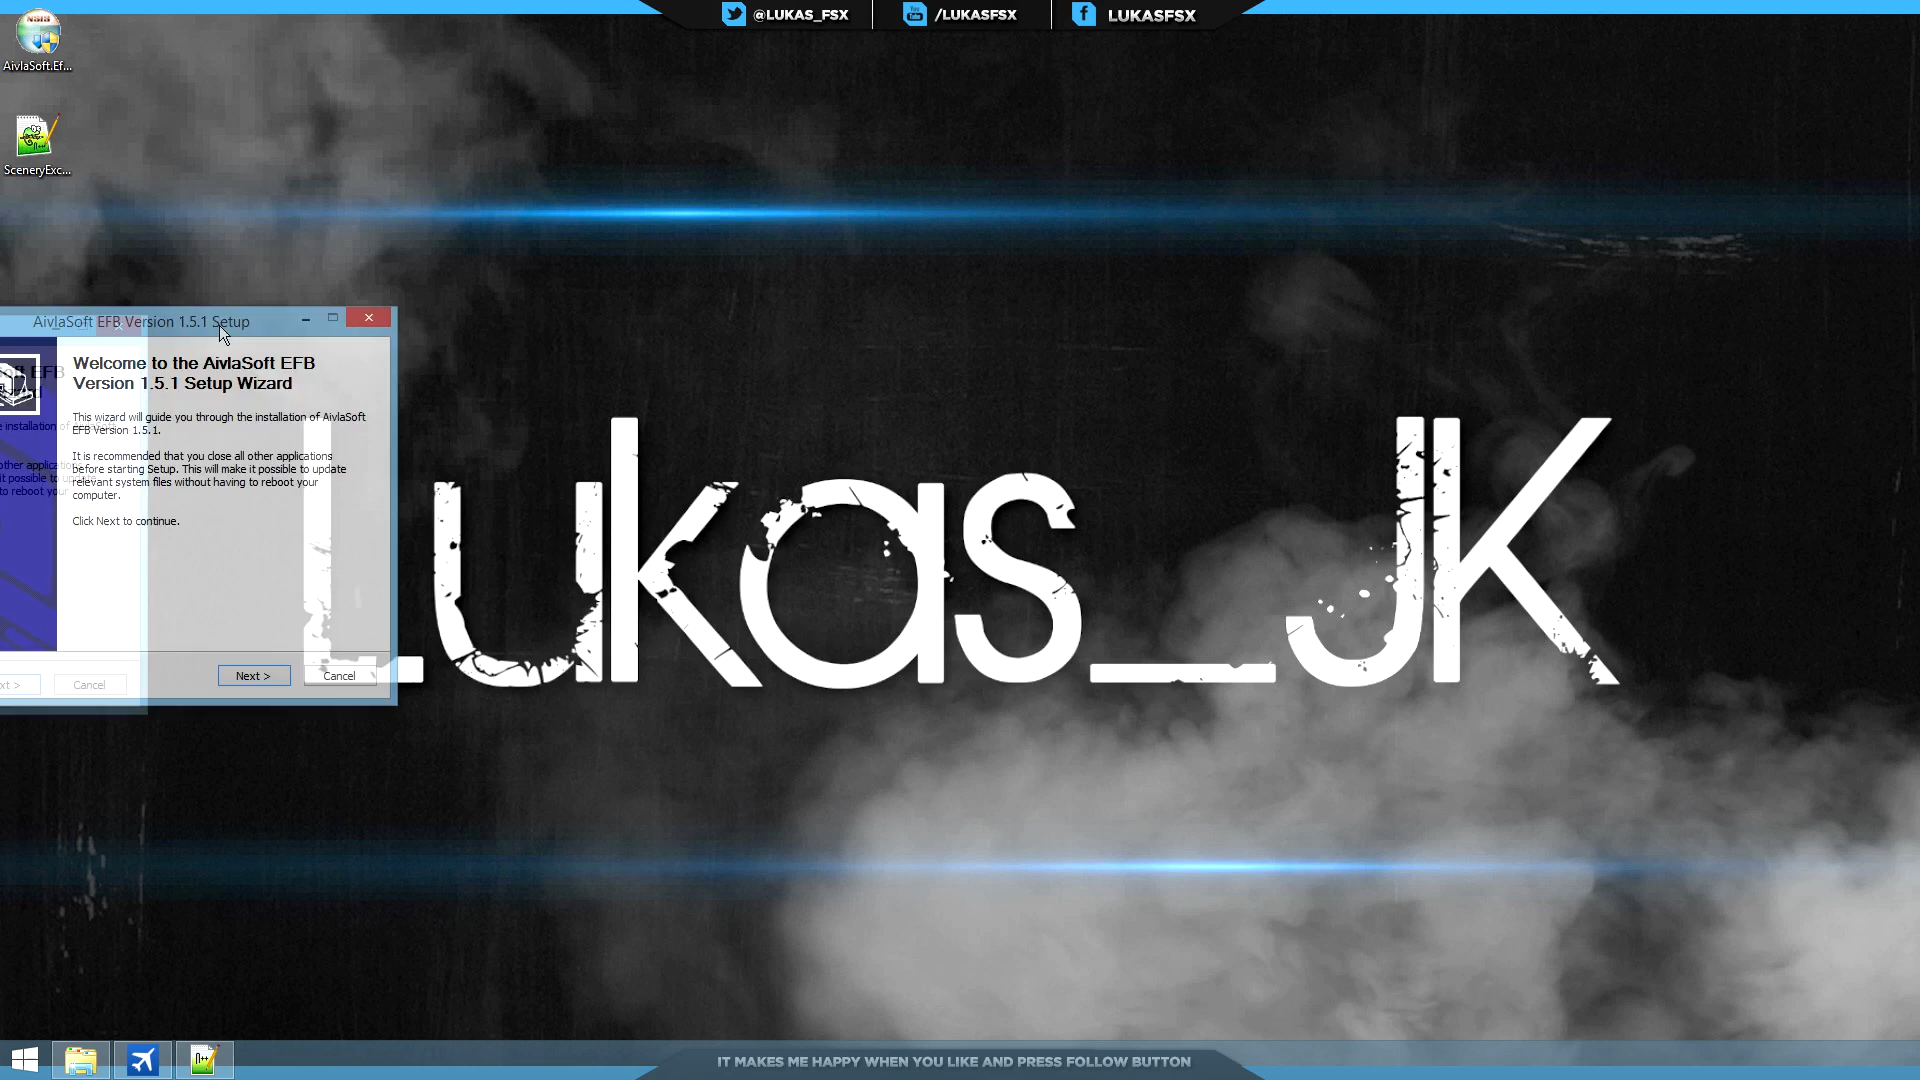 @LUKAS_FSX
/LUKASFSX
LUKASFSX
AivlaSoft.Ef...
SceneryExc...
AivlaSoft EFB Version 1.5.1 Setup
Welcome to the AivlaSoft EFB
Version 1.5.1 Setup Wizard
This wizard will guide you through the installation of AivlaSoft
EFB Version 1.5.1.
It is recommended that you close all other applications
before starting Setup. This will make it possible to update
relevant system files without having to reboot your
computer.
Click Next to continue.
Next >
Cancel
Cancel
Lukas_JK
IT MAKES ME HAPPY WHEN YOU LIKE AND PRESS FOLLOW BUTTON